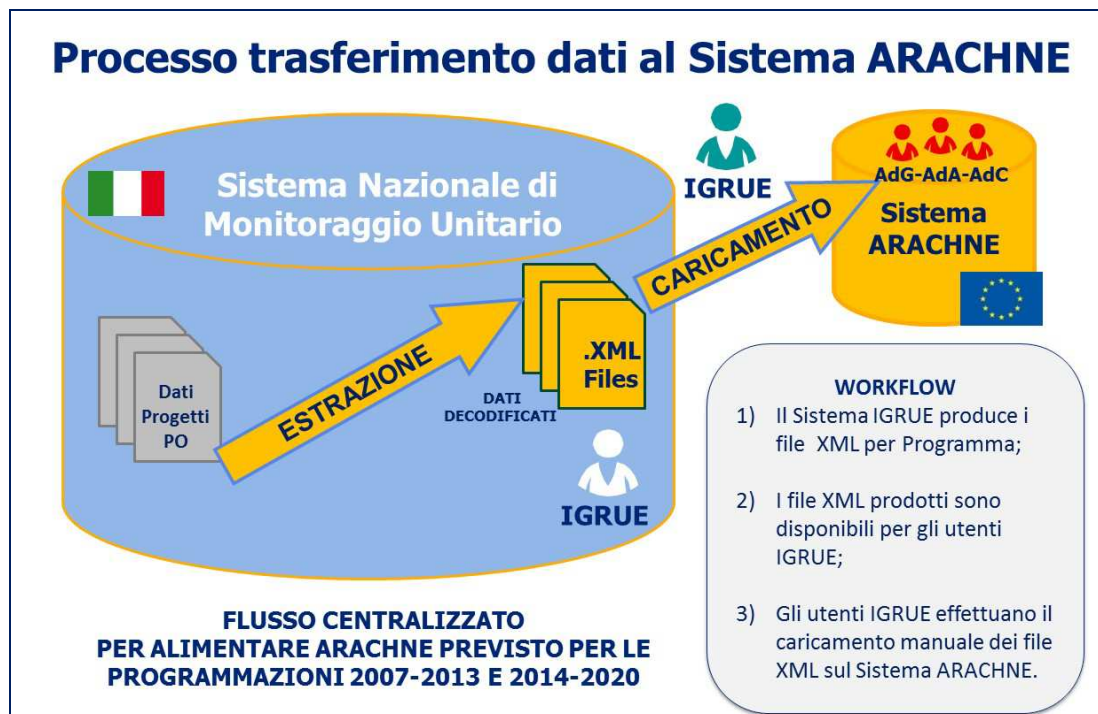 Processo trasferimento dati al Sistema ARACHNE
Sistema Nazionale di
Monitoraggio Unitario
IGRUE
AdG-AdA-AdC
Sistema
ARACHNE
CARICAMENTO
ESTRAZIONE
Dati
Progetti
PO
.XML
Files
DATI
DECODIFICATI
IGRUE
FLUSSO CENTRALIZZATO
PER ALIMENTARE ARACHNE PREVISTO PER LE
PROGRAMMAZIONI 2007-2013 E 2014-2020
WORKFLOW
1) Il Sistema IGRUE produce i
file XML per Programma;
2) I file XML prodotti sono
disponibili per gli utenti
IGRUE;
3) Gli utenti IGRUE effettuano il
caricamento manuale dei file
XML sul Sistema ARACHNE.